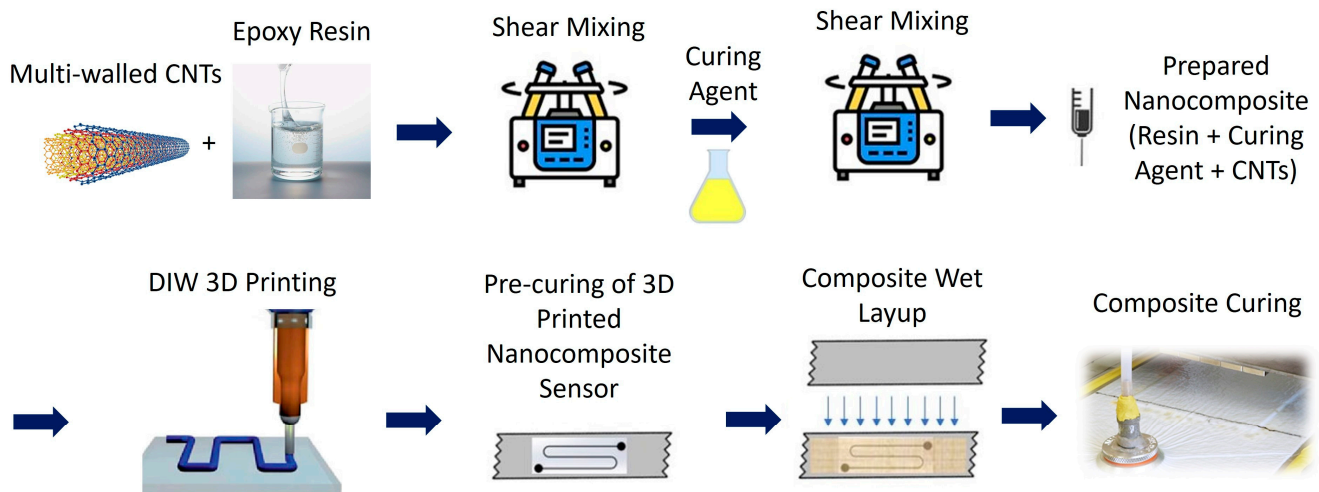 Multi-walled CNTs
+
Epoxy Resin
Shear Mixing
Curing
Agent
Shear Mixing
Prepared
Nanocomposite
(Resin + Curing
Agent + CNTs)
DIW 3D Printing
Pre-curing of 3D
Printed
Nanocomposite
Sensor
Composite Wet
Layup
Composite Curing